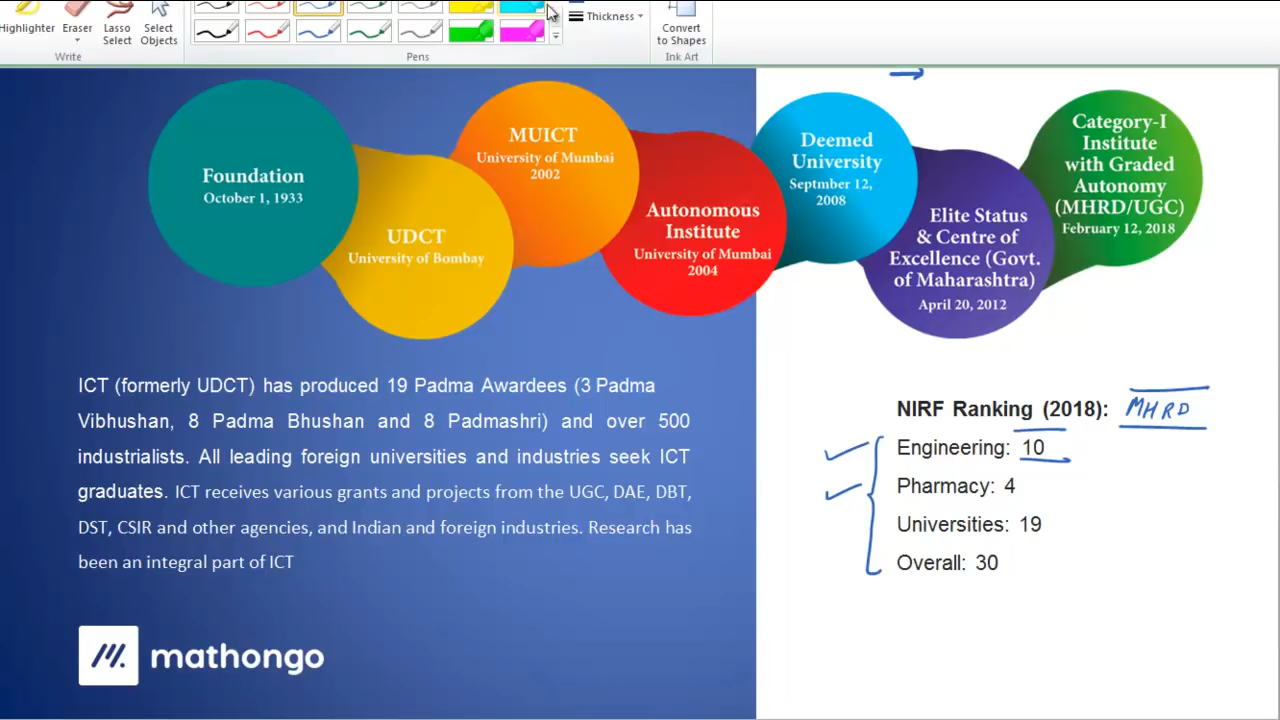 Highlighter
Eraser
Lasso
Select
Select
Objects
Thickness
Convert
to Shapes
Write
Pens
Ink Art
Foundation
October 1, 1933
UDCT
University of Bombay
MUICT
University of Mumbai
2002
Autonomous
Institute
University of Mumbai
2004
Deemed
University
Septmber 12,
2008
Elite Status
& Centre of
Excellence (Govt.
of Maharashtra)
April 20, 2012
Category-I
Institute
with Graded
Autonomy
(MHRD/UGC)
February 12, 2018
ICT (formerly UDCT) has produced 19 Padma Awardees (3 Padma
Vibhushan, 8 Padma Bhushan and 8 Padmashri) and over 500
industrialists. All leading foreign universities and industries seek ICT
graduates. ICT receives various grants and projects from the UGC, DAE, DBT,
DST, CSIR and other agencies, and Indian and foreign industries. Research has
been an integral part of ICT
NIRF Ranking (2018): MHRD
Engineering: 10
Pharmacy: 4
Universities: 19
Overall: 30
mathongo